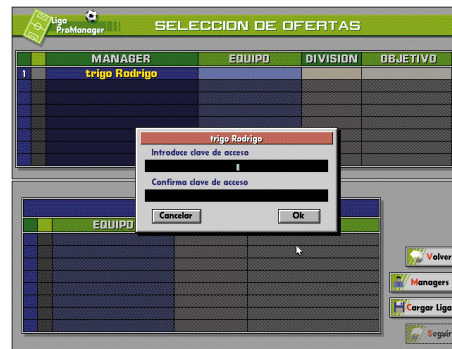 Liga
ProManager
SELECCION DE OFERTAS
MANAGER EQUIPO DIVISION OBJETIVO
1 trigo Rodrigo
trigo Rodrigo
Introduce clave de acceso
Confirma clave de acceso
Cancelar Ok
EQUIPO
Volver
Managers
Cargar Liga
Seguir